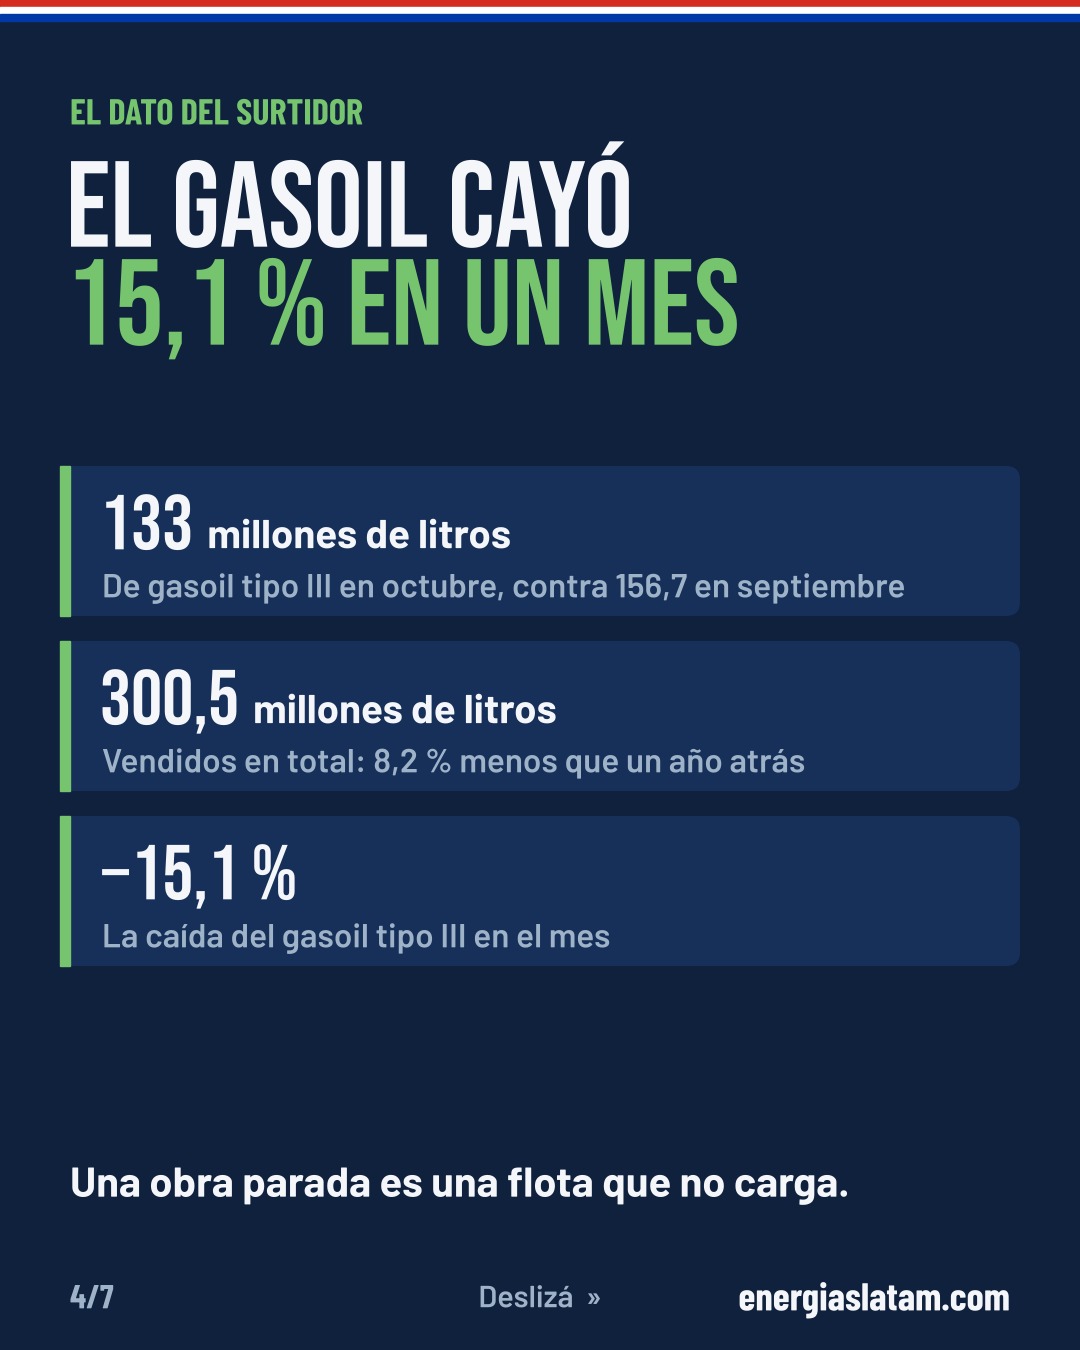 EL DATO DEL SURTIDOR
EL GASOIL CAYÓ
15,1 % EN UN MES
133 millones de litros
De gasoil tipo III en octubre, contra 156,7 en septiembre
300,5 millones de litros
Vendidos en total: 8,2 % menos que un año atrás
−15,1 %
La caída del gasoil tipo III en el mes
Una obra parada es una flota que no carga.
4/7
Deslizá »
energiaslatam.com